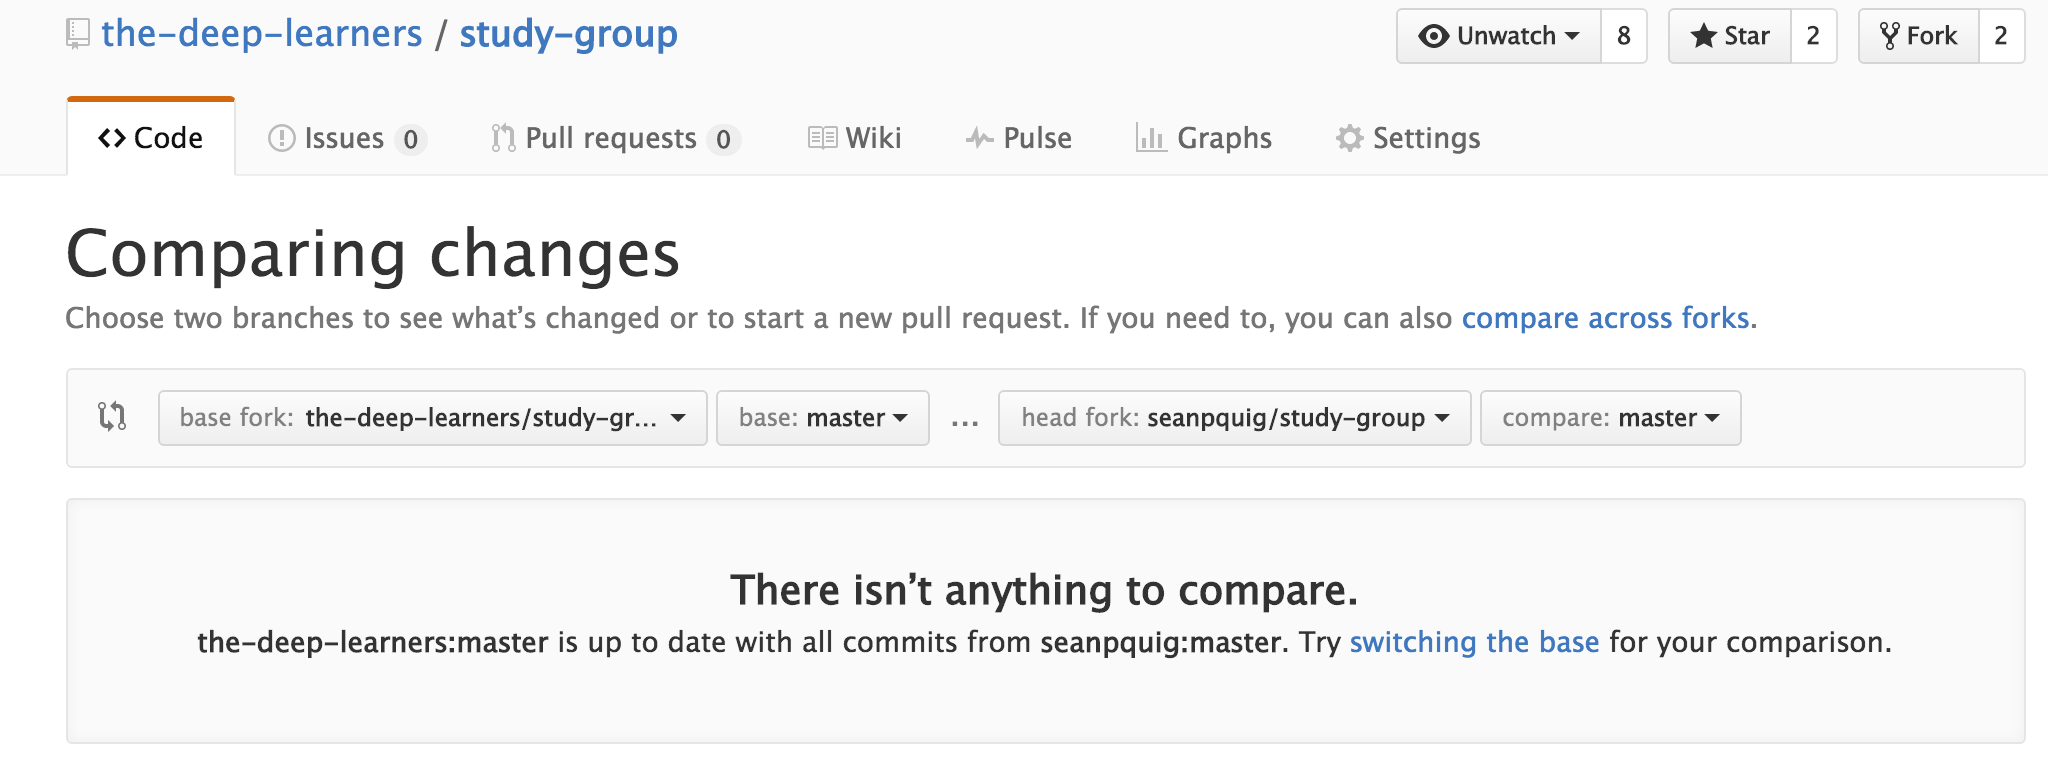 the-deep-learners / study-group
Unwatch 8 Star 2 Fork 2
Code Issues 0 Pull requests 0 Wiki Pulse Graphs Settings
Comparing changes
Choose two branches to see what’s changed or to start a new pull request. If you need to, you can also compare across forks.
base fork: the-deep-learners/study-gr... base: master ... head fork: seanpquig/study-group compare: master
There isn’t anything to compare.
the-deep-learners:master is up to date with all commits from seanpquig:master. Try switching the base for your comparison.